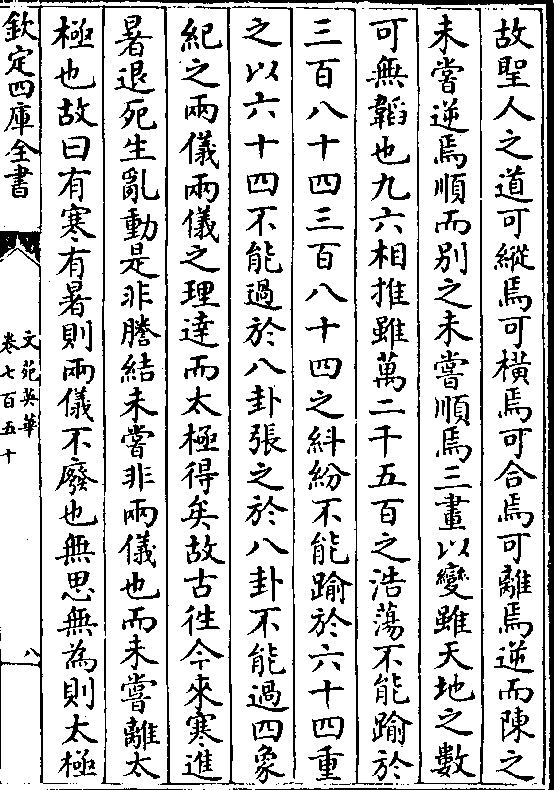 故聖人之道可縱焉可橫焉可合焉可離焉逆而陳之
未嘗逆焉順而別之未嘗順焉三畫以變雖天地之數
可無韜也九六相推雖萬二千五百之浩蕩不能踰於
三百八十四三百八十四之糾紛不能踰於六十四重
之以六十四不能過於八卦張之於八卦不能過四象
紀之兩儀兩儀之理達而太極得矣故古徃今來寒進
暑退死生亂動是非謄結未嘗非兩儀也而未嘗離太
極也故曰有寒有暑則兩儀不廢也無思無為則太極
欽定四庫全書
文苑英華
卷七百五十
八